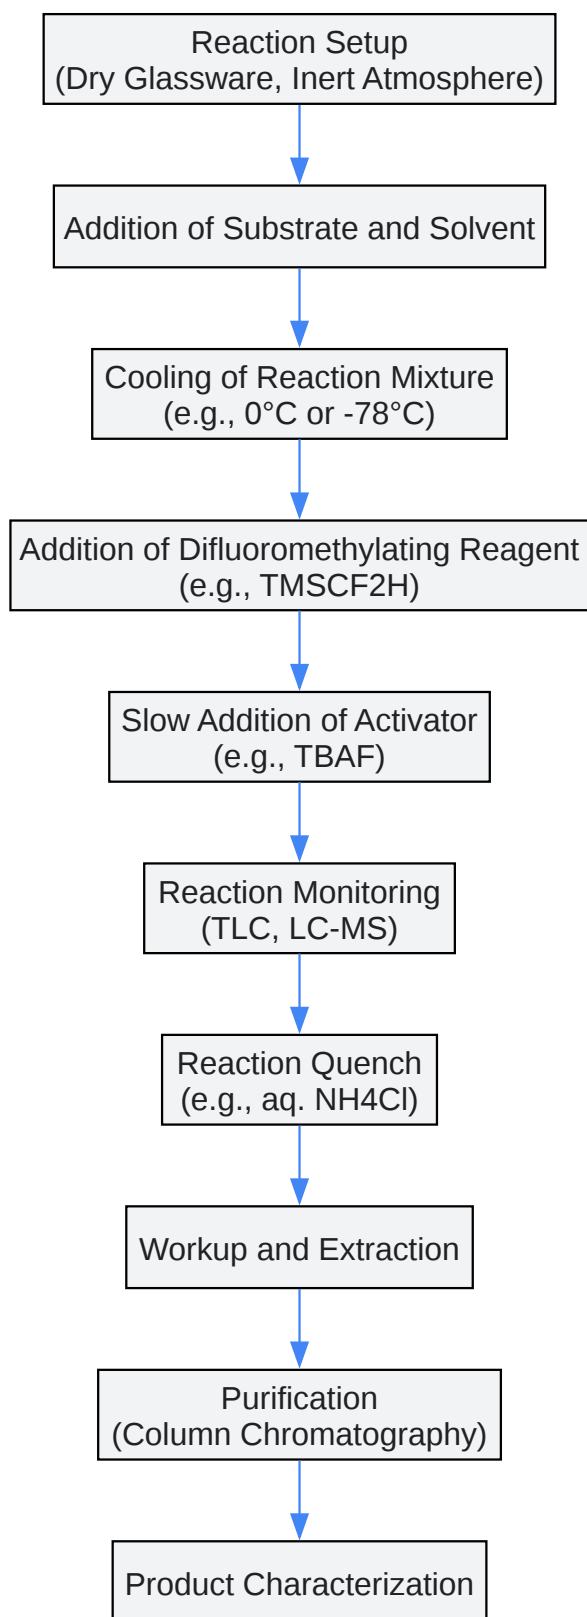 Reaction Setup
(Dry Glassware, Inert Atmosphere)
Addition of Substrate and Solvent
Cooling of Reaction Mixture
(e.g., 0°C or -78°C)
Addition of Difluoromethylating Reagent
(e.g., TMSCF2H)
Slow Addition of Activator
(e.g., TBAF)
Reaction Monitoring
(TLC, LC-MS)
Reaction Quench
(e.g., aq. NH4Cl)
Workup and Extraction
Purification
(Column Chromatography)
Product Characterization